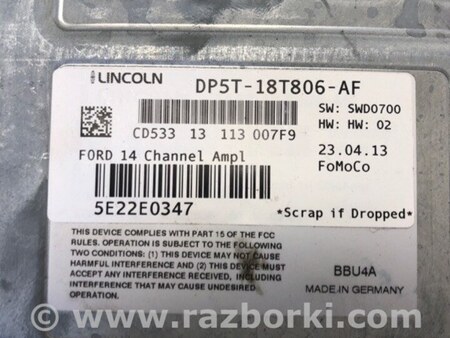 LINCOLN DP5T-18T806-AF
SW: SWD0700
CD533 13 113 007F9 HW: HW: 02
FORD 14 Channel Ampl 23.04.13
FoMoCo
5E22E0347 *Scrap if Dropped*
THIS DEVICE COMPLIES WITH PART 15 OF THE FCC
RULES. OPERATION IS SUBJECT TO THE FOLLOWING
TWO CONDITIONS: (1) THIS DEVICE MAY NOT CAUSE
HARMFUL INTERFERENCE AND (2) THIS DEVICE MUST
ACCEPT ANY INTERFERENCE RECEIVED, INCLUDING
INTERFERENCE THAT MAY CAUSE UNDESIRED
OPERATION.
BBU4A
MADE IN GERMANY
© www.razborki.com